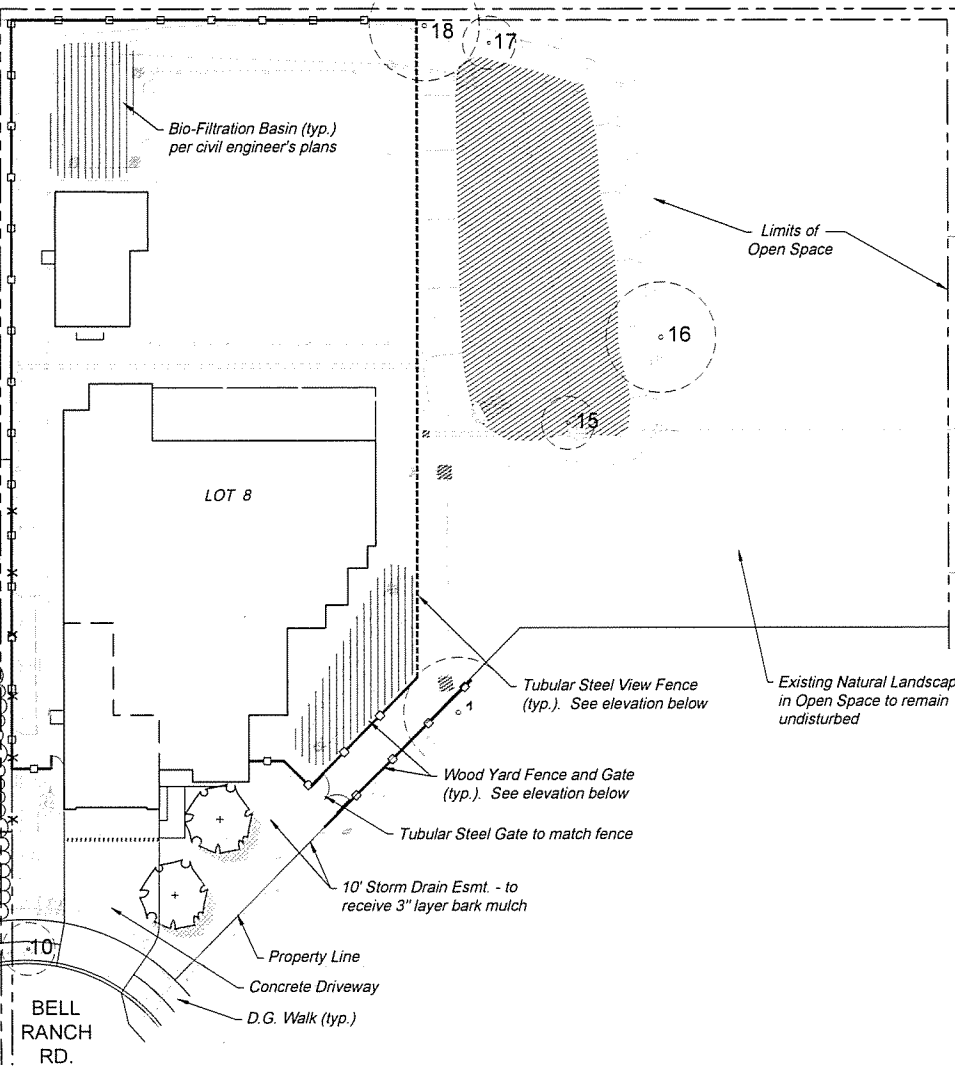 18
17
Bio-Filtration Basin (typ.)
per civil engineer's plans
Limits of
Open Space
16
15
LOT 8
Tubular Steel View Fence
(typ.). See elevation below
Existing Natural Landscap
in Open Space to remain
undisturbed
1
Wood Yard Fence and Gate
(typ.). See elevation below
Tubular Steel Gate to match fence
10' Storm Drain Esmt. - to
receive 3" layer bark mulch
10
Property Line
Concrete Driveway
D.G. Walk (typ.)
BELL
RANCH
RD.